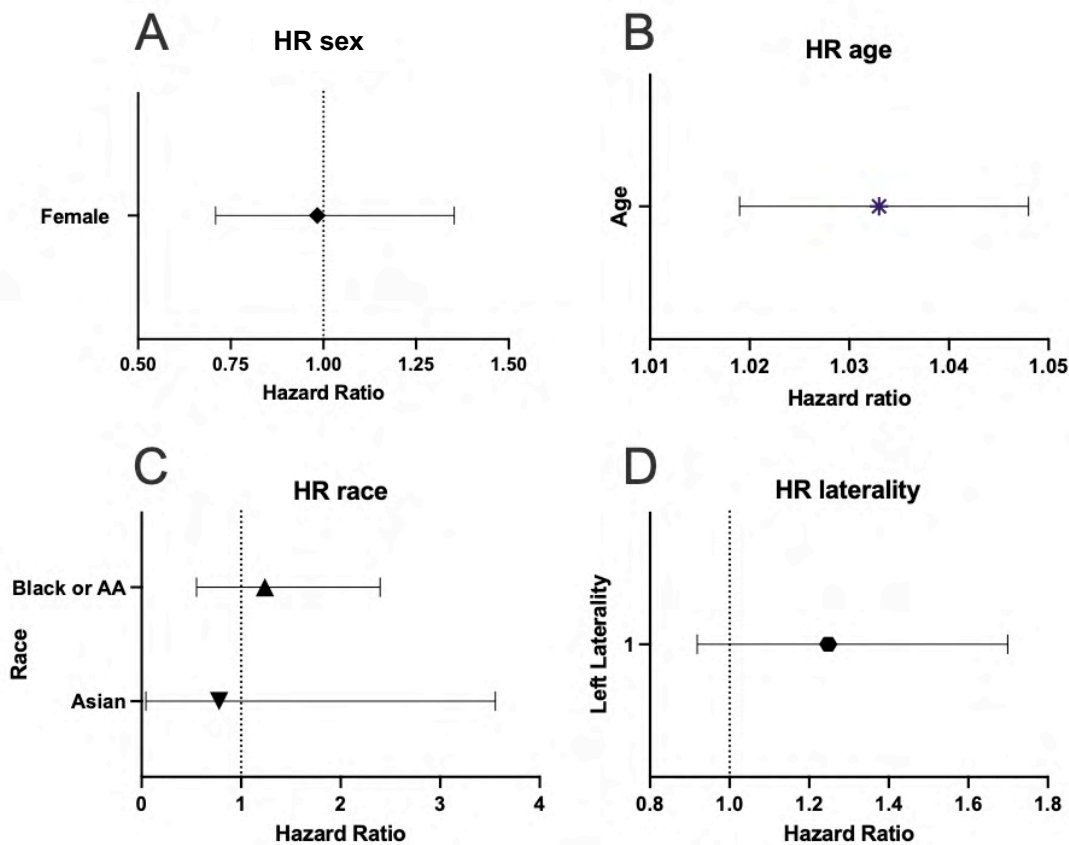 A
HR sex
Female
0.50 0.75 1.00 1.25 1.50
Hazard Ratio
B
HR age
Age
1.01 1.02 1.03 1.04 1.05
Hazard ratio
C
HR race
Race
Black or AA
Asian
0 1 2 3 4
Hazard Ratio
D
HR laterality
Left Laterality
1
0.8 1.0 1.2 1.4 1.6 1.8
Hazard Ratio